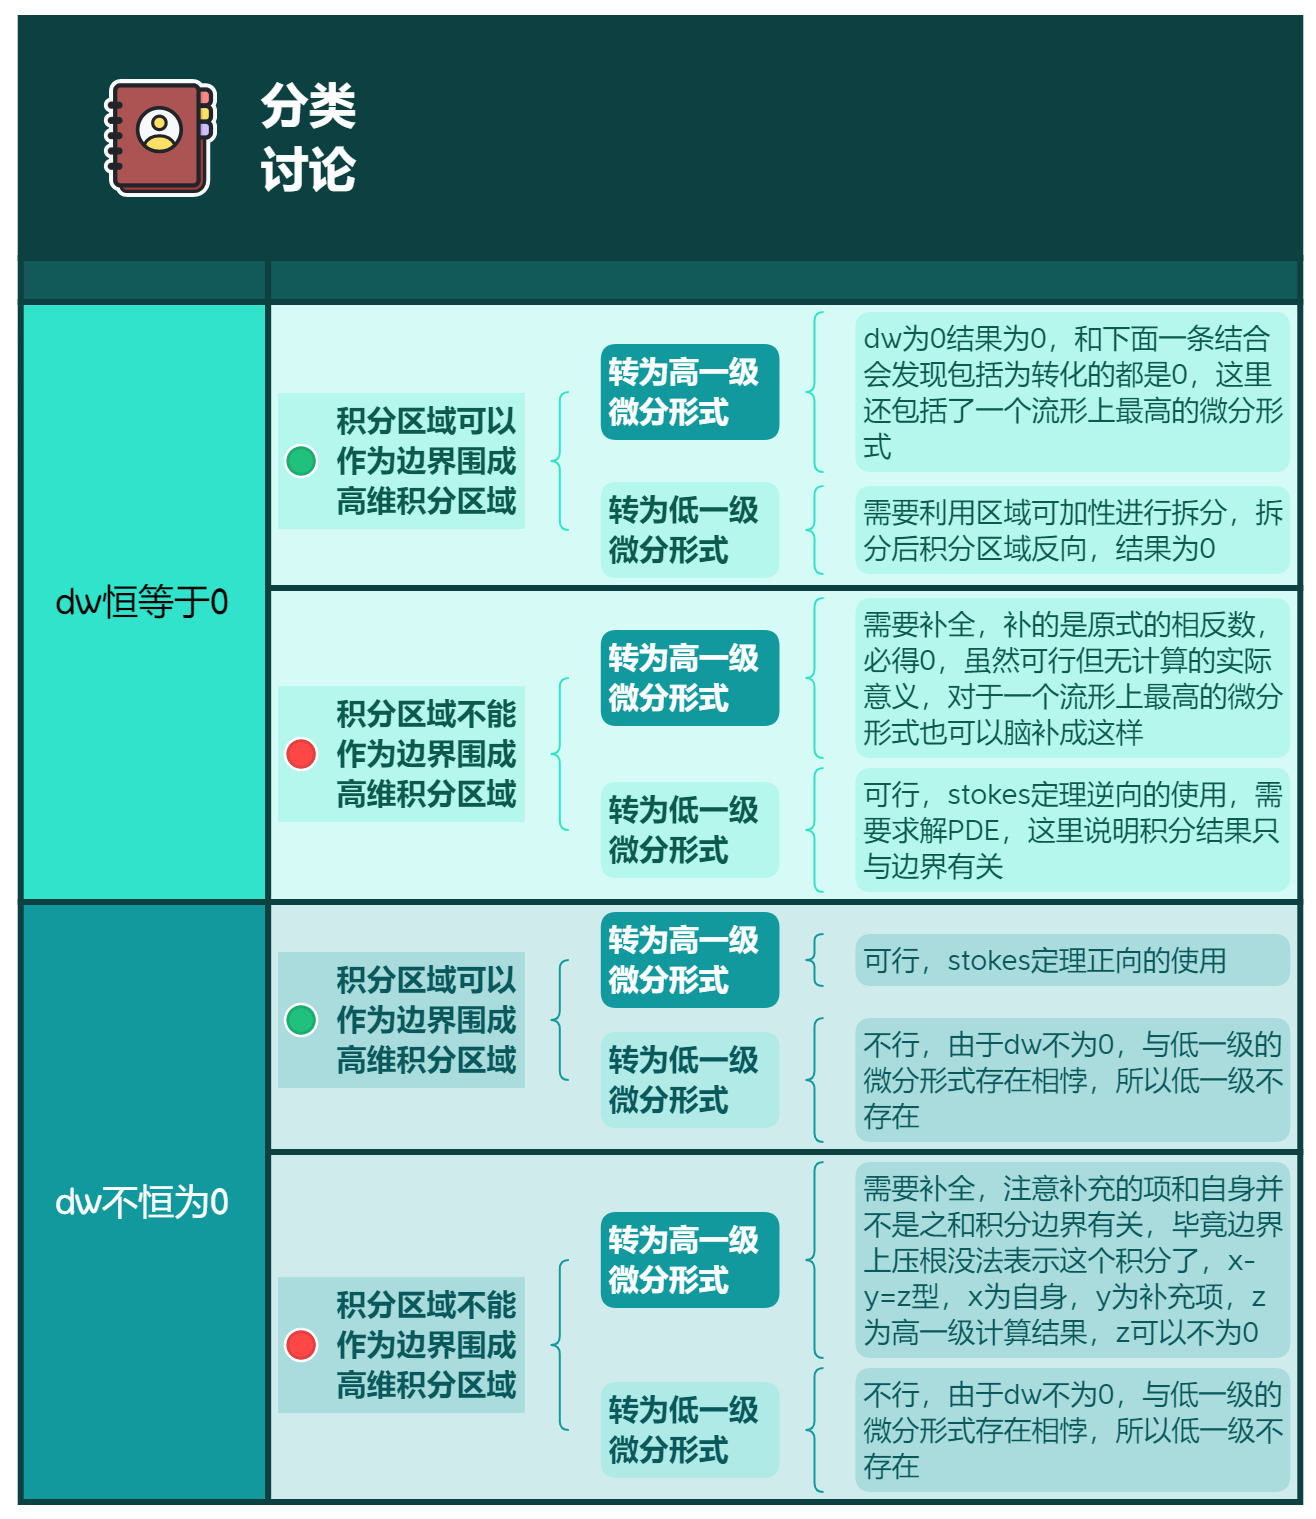 分类
讨论
dw恒等于0
积分区域可以
作为边界围成
高维积分区域
转为高一级
微分形式
dw为0结果为0，和下面一条结合
会发现包括为转化的都是0，这里
还包括了一个流形上最高的微分形
式
转为低一级
微分形式
需要利用区域可加性进行拆分，拆
分后积分区域反向，结果为0
积分区域不能
作为边界围成
高维积分区域
转为高一级
微分形式
需要补全，补的是原式的相反数，
必得0，虽然可行但无计算的实际
意义，对于一个流形上最高的微分
形式也可以脑补成这样
转为低一级
微分形式
可行，stokes定理逆向的使用，需
要求解PDE，这里说明积分结果只
与边界有关
dw不恒为0
积分区域可以
作为边界围成
高维积分区域
转为高一级
微分形式
可行，stokes定理正向的使用
转为低一级
微分形式
不行，由于dw不为0，与低一级的
微分形式存在相悖，所以低一级不
存在
积分区域不能
作为边界围成
高维积分区域
转为高一级
微分形式
需要补全，注意补充的项和自身并
不是之和积分边界有关，毕竟边界
上压根没法表示这个积分了，x-
y=z型，x为自身，y为补充项，z
为高一级计算结果，z可以不为0
转为低一级
微分形式
不行，由于dw不为0，与低一级的
微分形式存在相悖，所以低一级不
存在